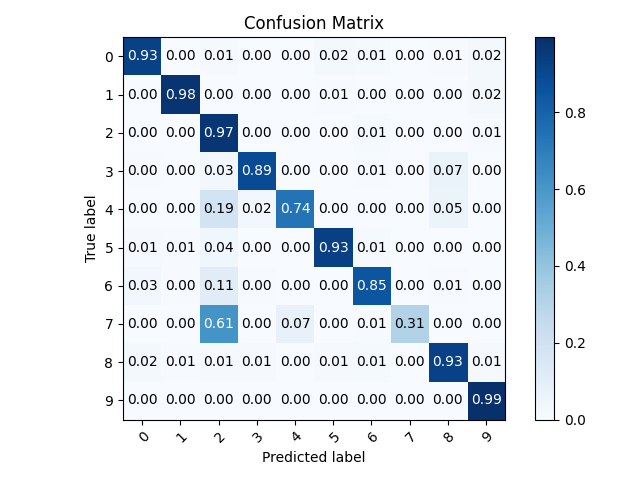 Confusion Matrix
0 0.93 0.00 0.01 0.00 0.00 0.02 0.01 0.00 0.01 0.02
1 0.00 0.98 0.00 0.00 0.00 0.01 0.00 0.00 0.00 0.02
2 0.00 0.00 0.97 0.00 0.00 0.00 0.01 0.00 0.00 0.01
3 0.00 0.00 0.03 0.89 0.00 0.00 0.01 0.00 0.07 0.00
4 0.00 0.00 0.19 0.02 0.74 0.00 0.00 0.00 0.05 0.00
5 0.01 0.01 0.04 0.00 0.00 0.93 0.01 0.00 0.00 0.00
6 0.03 0.00 0.11 0.00 0.00 0.00 0.85 0.00 0.01 0.00
7 0.00 0.00 0.61 0.00 0.07 0.00 0.01 0.31 0.00 0.00
8 0.02 0.01 0.01 0.01 0.00 0.01 0.01 0.00 0.93 0.01
9 0.00 0.00 0.00 0.00 0.00 0.00 0.00 0.00 0.00 0.99
0 1 2 3 4 5 6 7 8 9
True label
Predicted label
0.8
0.6
0.4
0.2
0.0